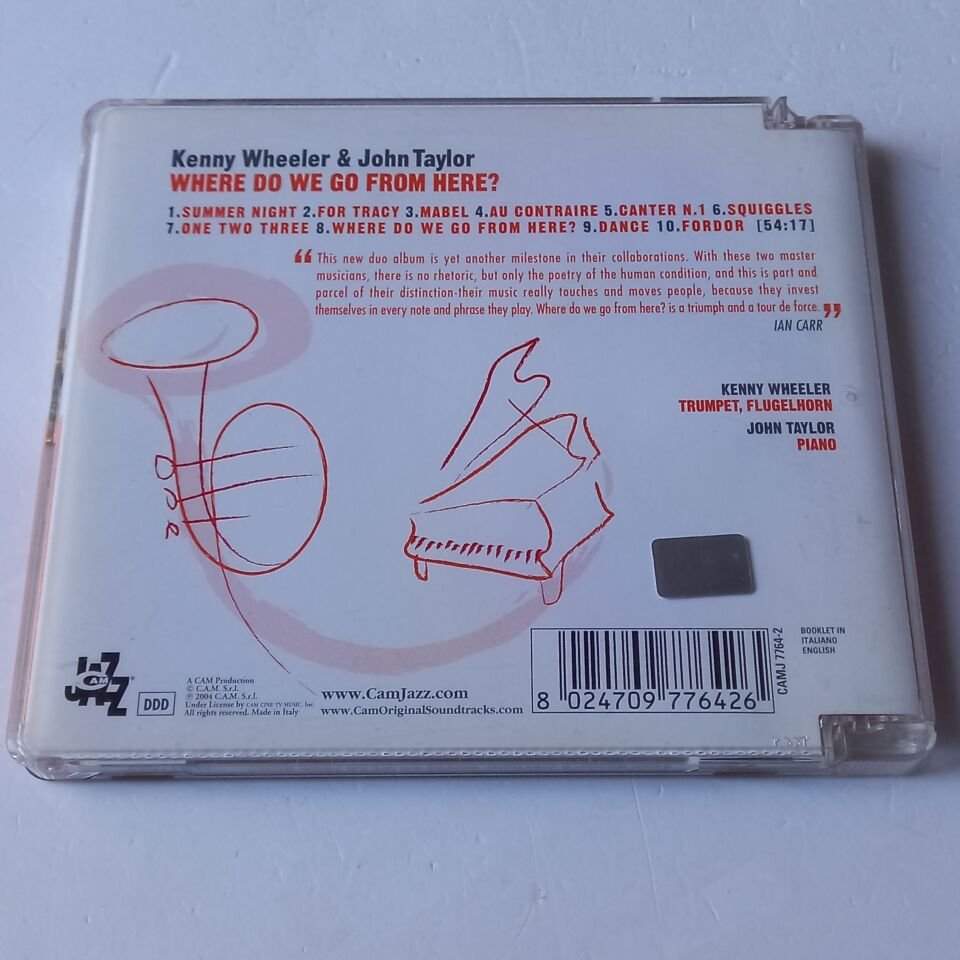 Kenny Wheeler & John Taylor
WHERE DO WE GO FROM HERE?
1.SUMMER NIGHT 2.FOR TRACY 3.MABEL 4.AU CONTRAIRE 5.CANTER N.1 6.SQUIGGLES
7.ONE TWO THREE 8.WHERE DO WE GO FROM HERE? 9.DANCE 10.FORDOR [54:17]
“ This new duo album is yet another milestone in their collaborations. With these two master
musicians, there is no rhetoric, but only the poetry of the human condition, and this is part and
parcel of their distinction-their music really touches and moves people, because they invest
themselves in every note and phrase they play. Where do we go from here? is a triumph and a tour de force. ”
IAN CARR
KENNY WHEELER
TRUMPET, FLUGELHORN
JOHN TAYLOR
PIANO
CAM JAZZ
DDD
A CAM Production
© C.A.M. S.r.l.
℗ 2004 C.A.M. S.r.l.
Under License by CAM CINE TV MUSIC, Inc.
All rights reserved. Made in Italy
www.CamJazz.com
www.CamOriginalSoundtracks.com
8 024709 776426
CAMJ 7764-2
BOOKLET IN
ITALIANO
ENGLISH